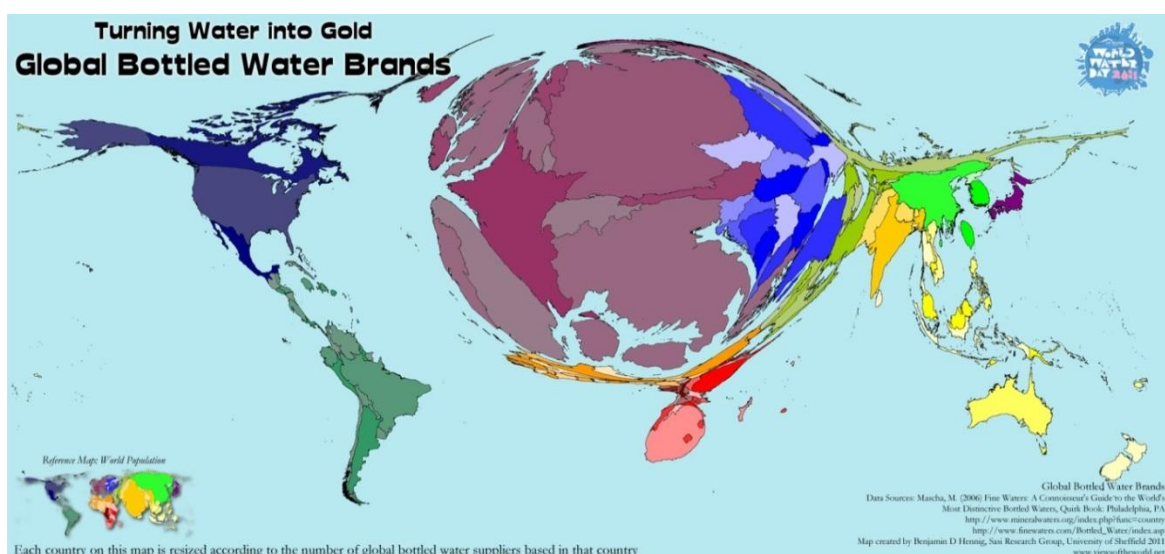 Turning Water into Gold
Global Bottled Water Brands
WORLD
WATER
DAY 2011
Reference Map: World Population
Global Bottled Water Brands
Data Sources: Mascha, M. (2006) Fine Waters: A Connoisseur's Guide to the World's
Most Distinctive Bottled Waters, Quirk Book: Philadelphia, PA
http://www.mineralwaters.org/index.php?func=country
http://www.finewaters.com/Bottled_Water/index.asp
Map created by Benjamin D Hennig, Sasi Research Group, University of Sheffield 2011
www.viewsoftheworld.net
Each country on this map is resized according to the number of global bottled water suppliers based in that country